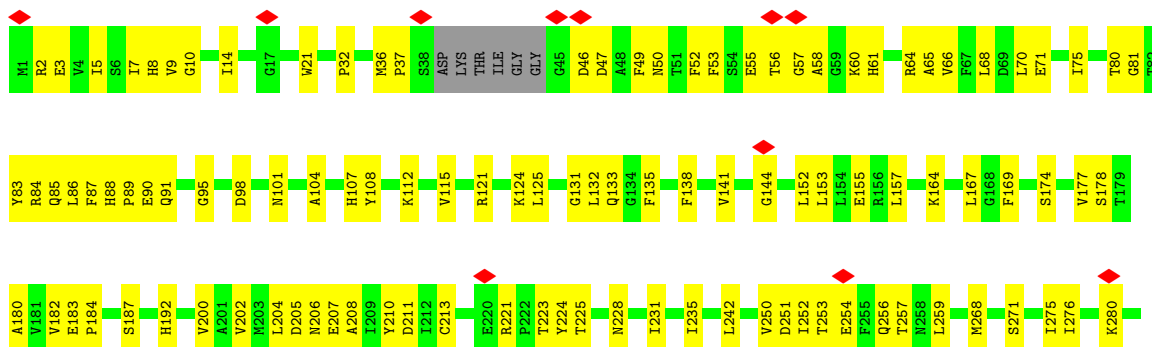 M1 R2 E3 V4 I5 S6 I7 H8 V9 G10 I14 G17 W21 P32 M36 P37 S38 ASP LYS THR ILE GLY GLY G45 D46 D47 A48 F49 N50 T51 F52 F53 S54 E55 T56 G57 A58 G59 K60 H61 R64 A65 V66 F67 L68 D69 L70 E71 I75 T80 G81 T82
Y83 R84 Q85 L86 F87 H88 P89 E90 Q91 G95 D98 N101 A104 H107 Y108 K112 V115 R121 K124 L125 G131 L132 Q133 G134 F135 F138 V141 G144 L152 L153 L154 E155 R156 L157 K164 L167 G168 F169 S174 V177 S178 T179
A180 V181 V182 E183 P184 S187 H192 V200 A201 V202 M203 L204 D205 N206 E207 A208 I209 Y210 D211 I212 C213 E220 R221 P222 T223 Y224 T225 N228 I231 I235 L242 V250 D251 I252 T253 E254 F255 Q256 T257 N258 L259 M268 S271 I275 I276 K280